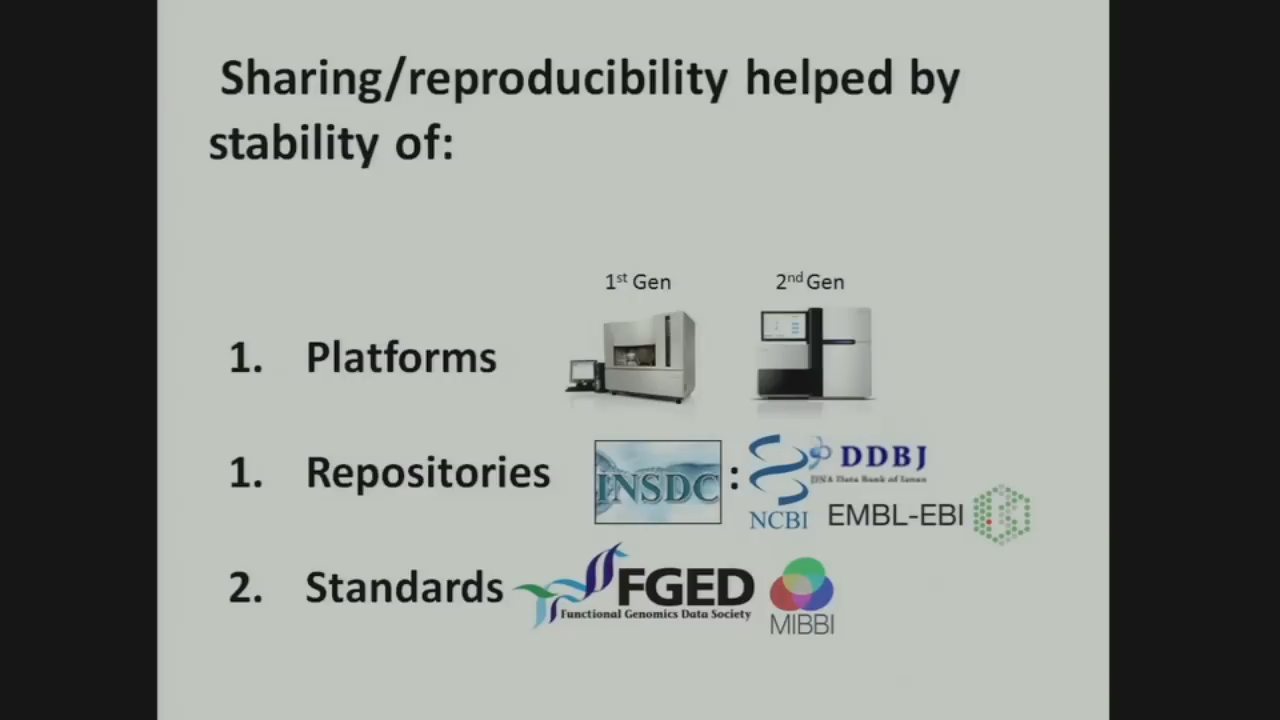 Sharing/reproducibility helped by
stability of:
1st Gen
2nd Gen
1. Platforms
1. Repositories
INSDC
:
NCBI
DDBJ
DNA Data Bank of Japan
EMBL-EBI
2. Standards
FGED
Functional Genomics Data Society
MIBBI